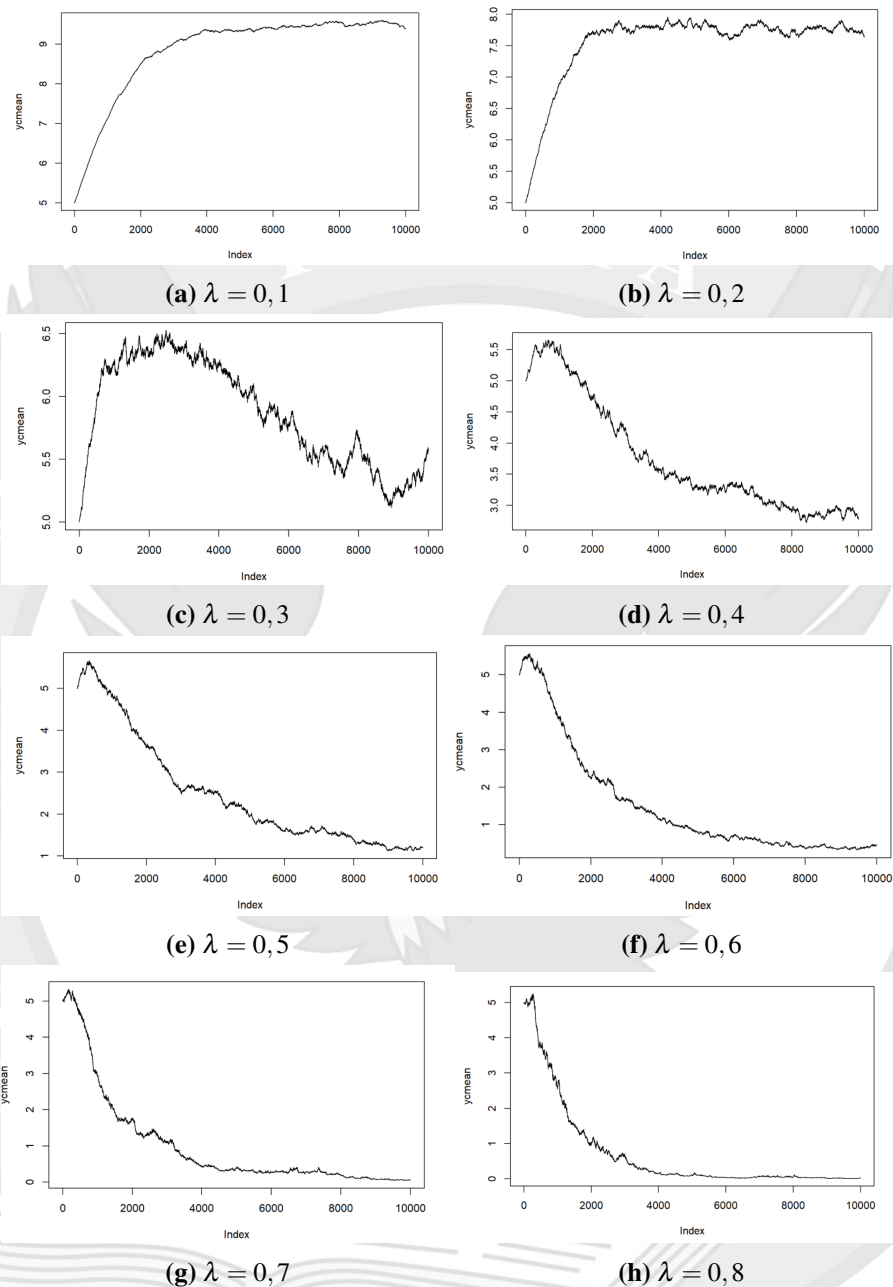 ycmean
5 6 7 8 9
0 2000 4000 6000 8000 10000
Index
(a) λ = 0,1
ycmean
5.0 5.5 6.0 6.5 7.0 7.5 8.0
0 2000 4000 6000 8000 10000
Index
(b) λ = 0,2
ycmean
5.0 5.5 6.0 6.5
0 2000 4000 6000 8000 10000
Index
(c) λ = 0,3
ycmean
3.0 3.5 4.0 4.5 5.0 5.5
0 2000 4000 6000 8000 10000
Index
(d) λ = 0,4
ycmean
1 2 3 4 5
0 2000 4000 6000 8000 10000
Index
(e) λ = 0,5
ycmean
1 2 3 4 5
0 2000 4000 6000 8000 10000
Index
(f) λ = 0,6
ycmean
0 1 2 3 4 5
0 2000 4000 6000 8000 10000
Index
(g) λ = 0,7
ycmean
0 1 2 3 4 5
0 2000 4000 6000 8000 10000
Index
(h) λ = 0,8